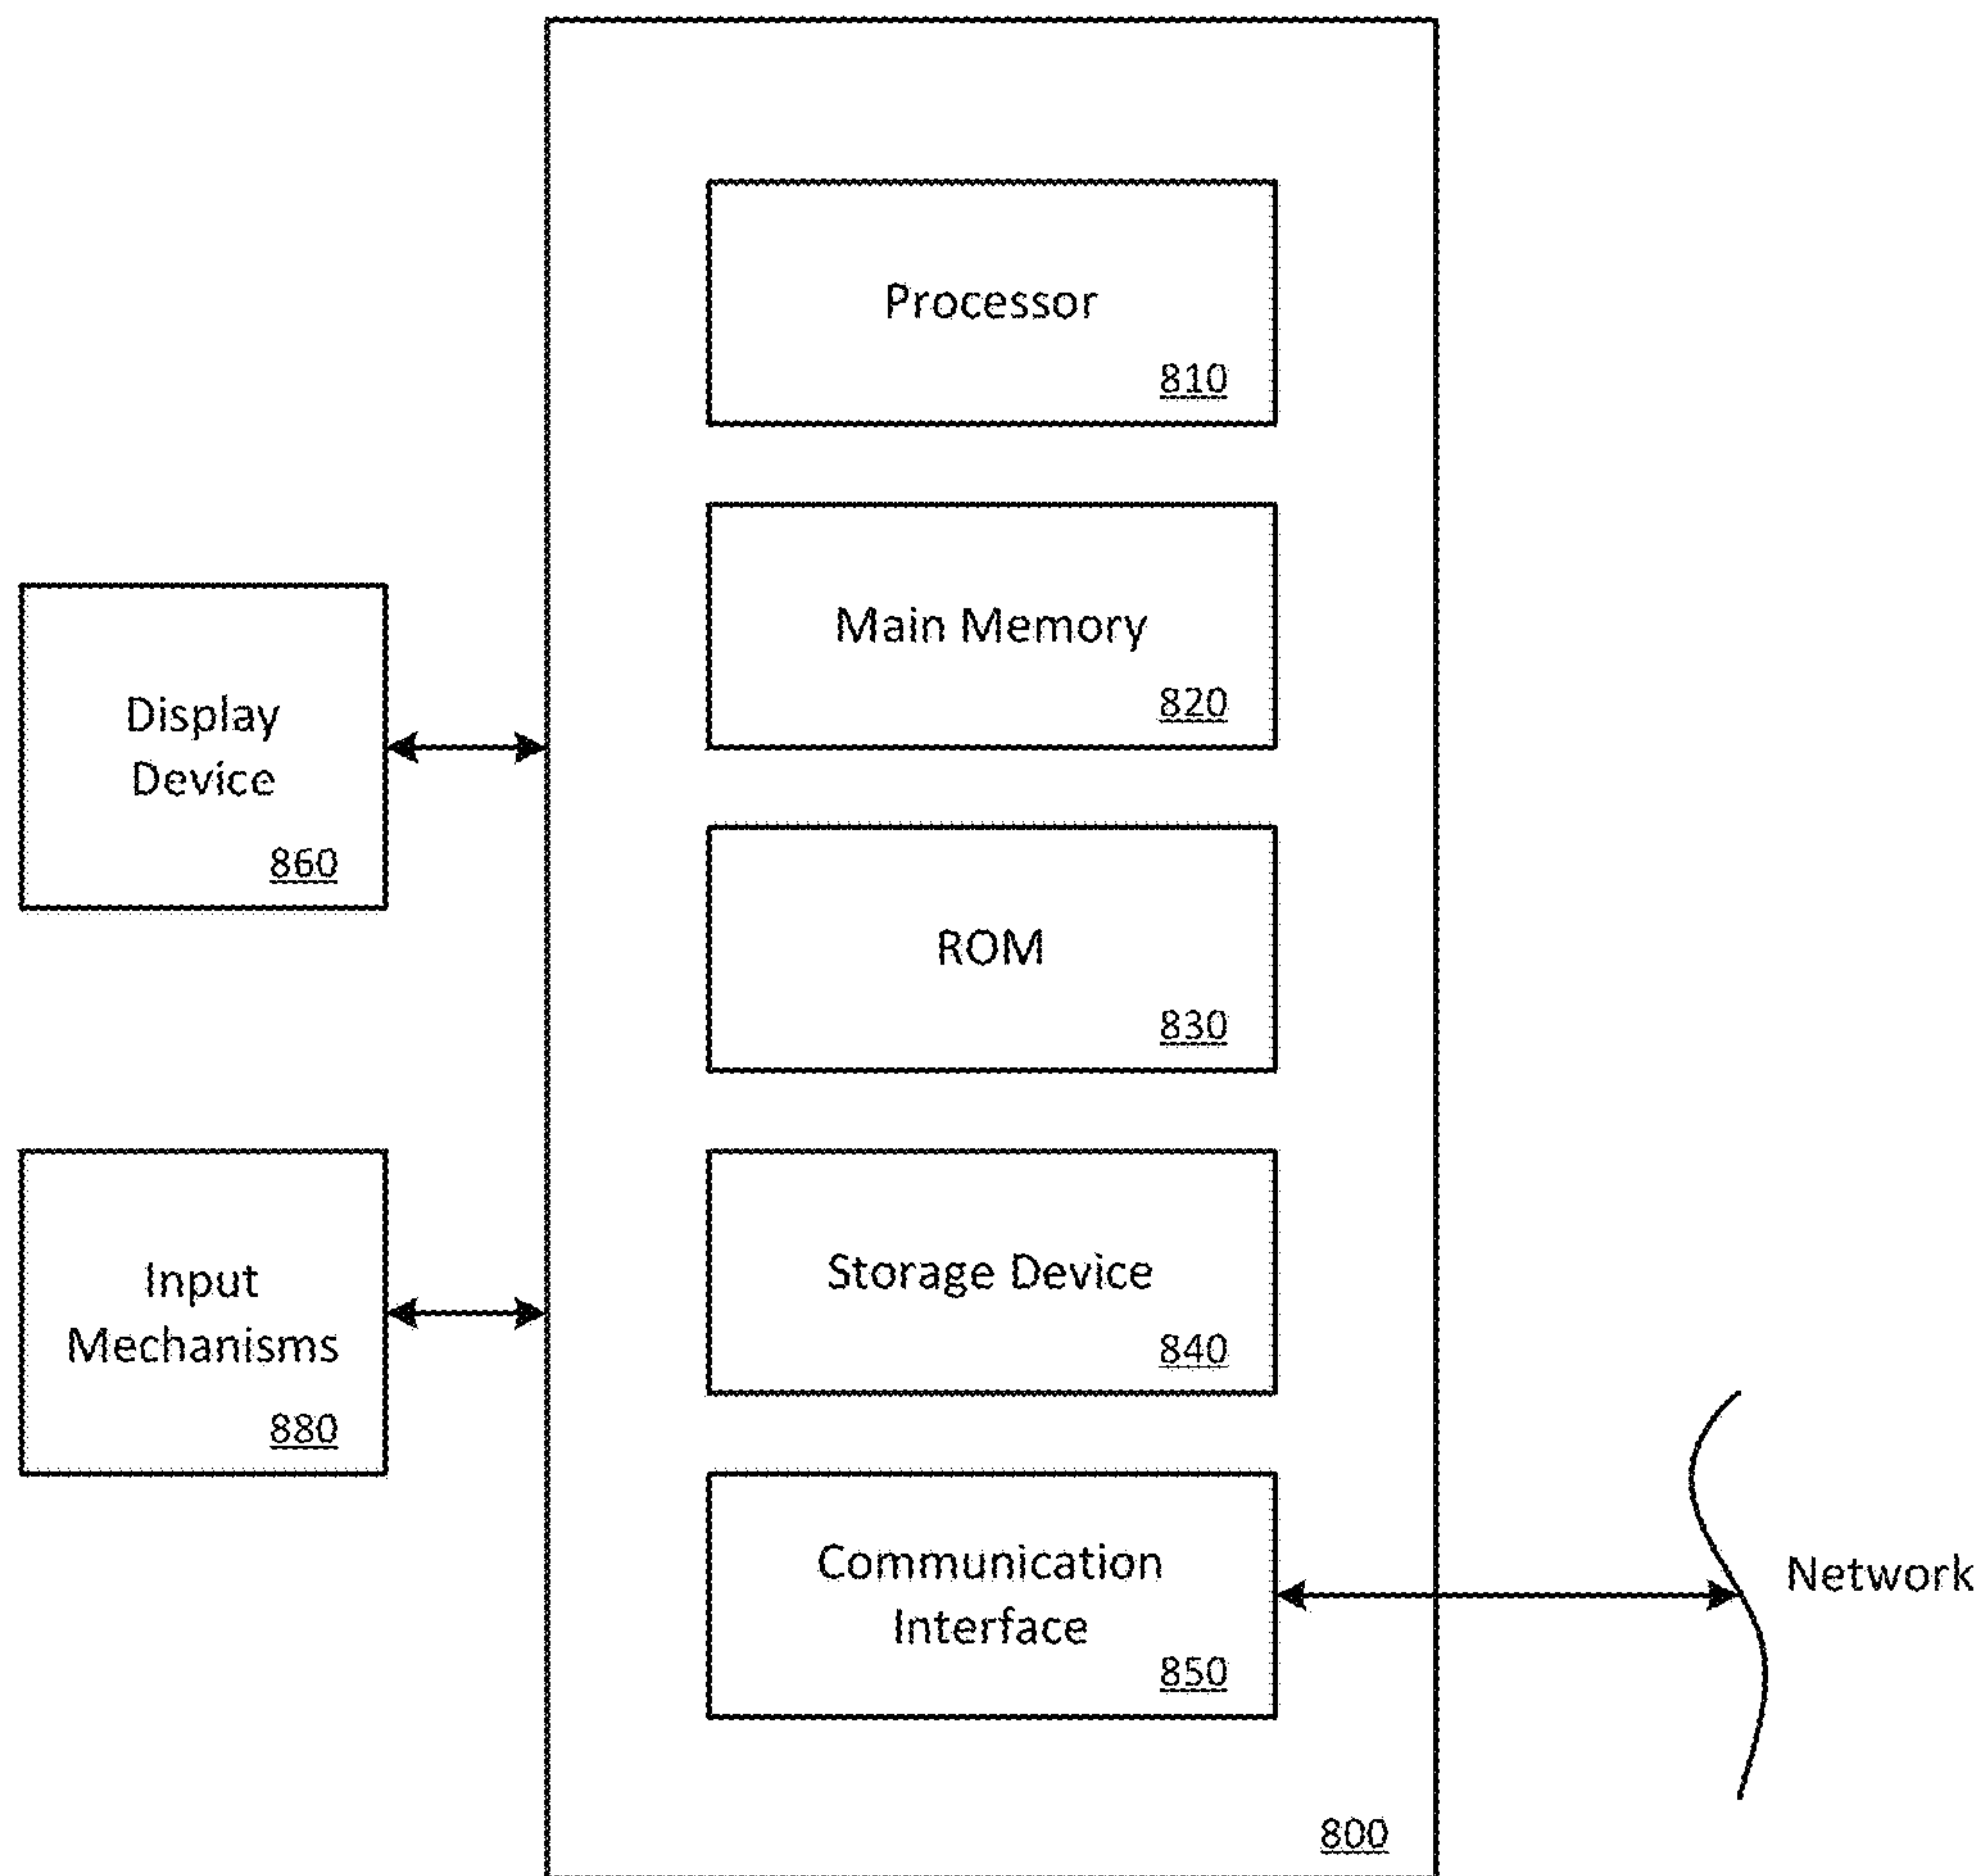 Processor
810
Main Memory
820
Display
Device
860
ROM
830
Input
Mechanisms
880
Storage Device
840
Communication
Interface
850
Network
800